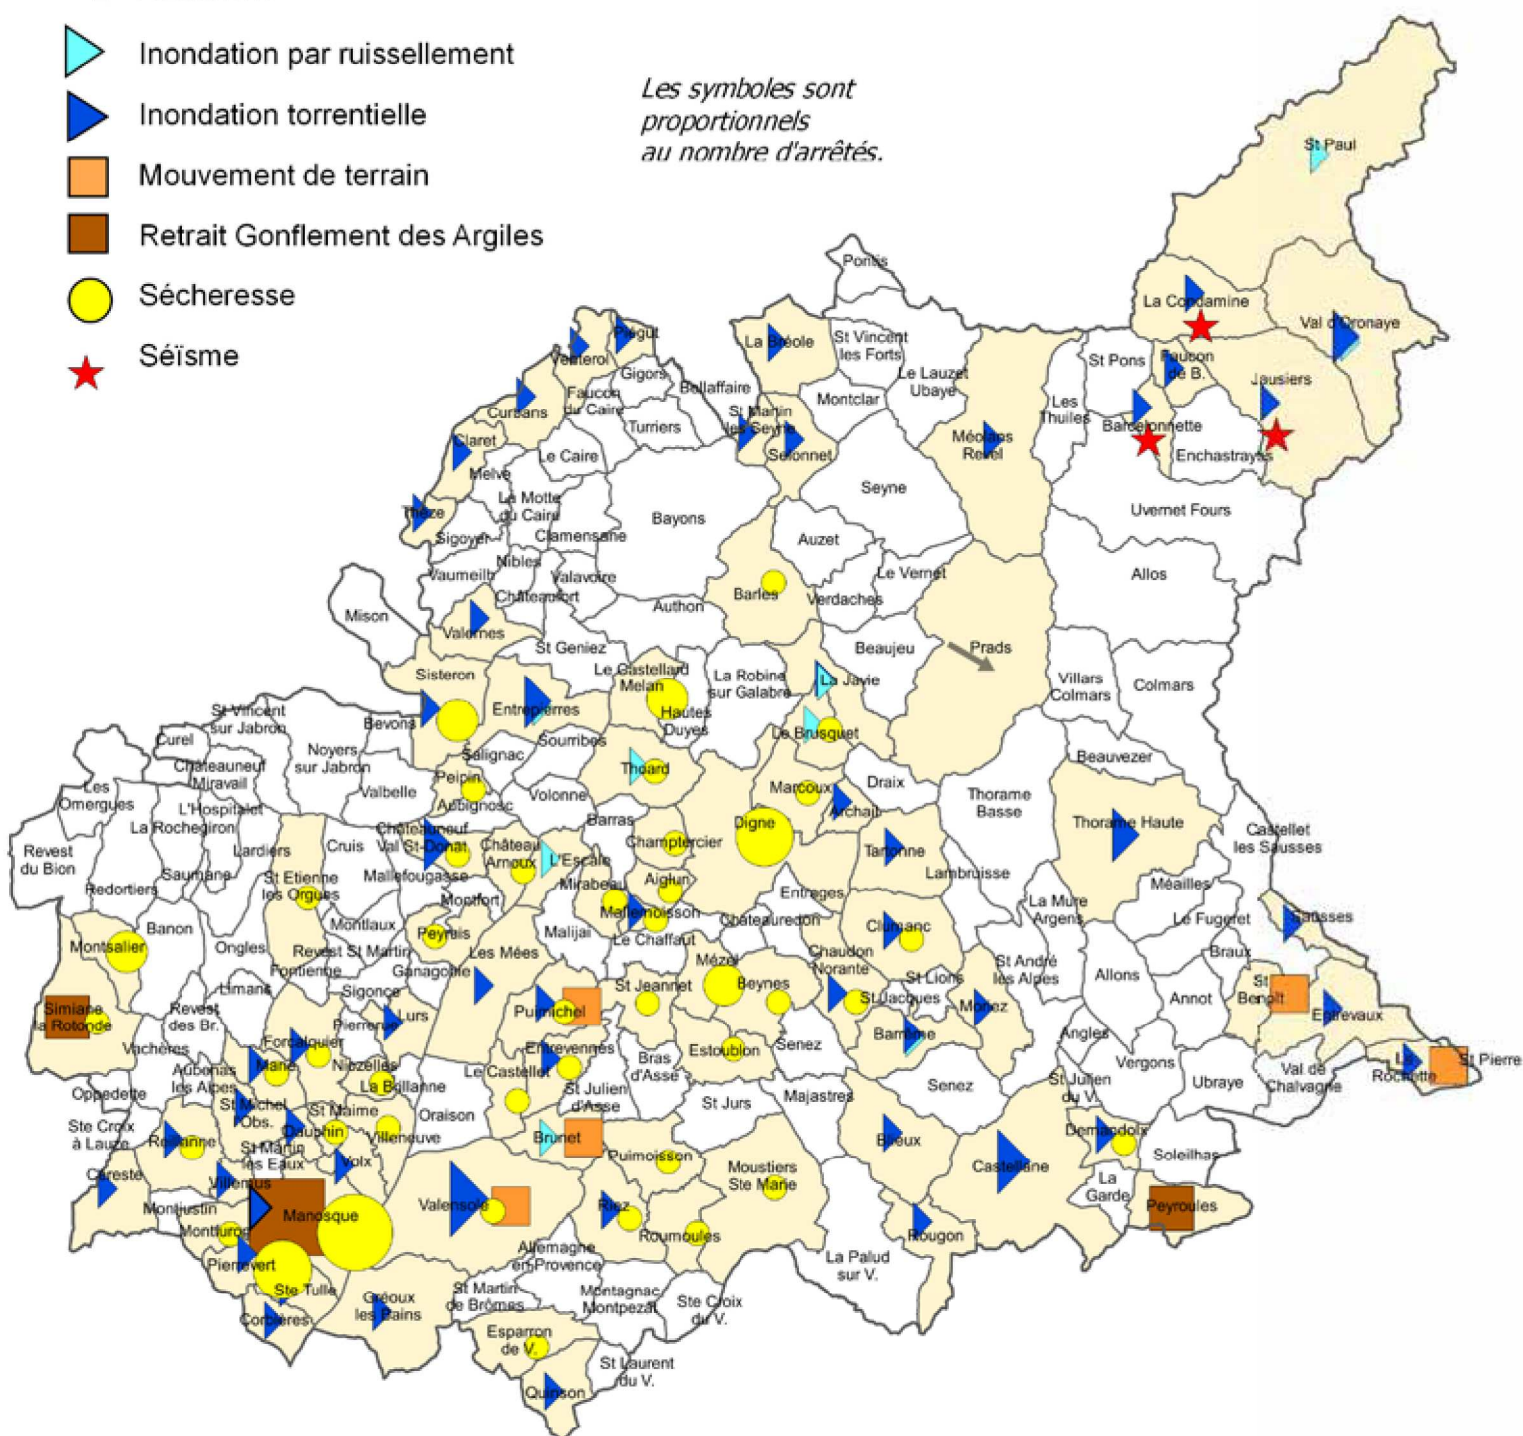 Inondation par ruissellement
Inondation torrentielle
Mouvement de terrain
Retrait Gonflement des Argiles
Sécheresse
Séïsme
Les symboles sont
proportionnels
au nombre d'arrêtés.
St Paul
Pontis
La Condamine
Val d'Oronaye
Piégut
Venterol
La Bréole
St Vincent
les Forts
St Pons
Faucon
de B.
Jausiers
Gigors
Bellaffaire
Le Lauzet
Ubaye
Faucon
du Caire
Curbans
Montclar
Les
Thuiles
St Martin
les Seyne
Turriers
Barcelonnette
Claret
Selonnet
Méolans
Revel
Enchastrayes
Le Caire
Melve
Seyne
La Motte
du Caire
Thèze
Bayons
Uvernet Fours
Sigoyer
Clamensane
Auzet
Nibles
Vaumeilh
Valavoire
Le Vernet
Allos
Châteaufort
Barles
Verdaches
Mison
Authon
Valernes
St Geniez
Beaujeu
Prads
Sisteron
Le Castellard
Melan
La Robine
sur Galabre
La Javie
Villars
Colmars
Colmars
St Vincent
sur Jabron
Bevons
Entrepierres
Hautes
Duyes
Le Brusquet
Curel
Noyers
sur Jabron
Salignac
Sourribes
Beauvezer
Châteauneuf
Miravail
Peipin
Thoard
Les
Omergues
Valbelle
Aubignosc
Volonne
Marcoux
Draix
Thorame
Basse
L'Hospitalet
La Rochegiron
Archail
Barras
Digne
Thorame Haute
Castellet
les Sausses
Revest
du Bion
Lardiers
Cruis
Châteauneuf
Val St-Donat
Château
Arnoux
L'Escale
Champtercier
Tartonne
Lambruisse
Redortiers
Saumane
St Etienne
les Orgues
Mallefougasse
Mirabeau
Aiglun
Entrages
Méailles
Montfort
Mallemoisson
Châteauredon
La Mure
Argens
Le Fugeret
Sausses
Banon
Montlaux
Peyruis
Malijai
Le Chaffaut
Clumanc
Montsalier
Ongles
Revest St Martin
Les Mées
Mézel
Chaudon
Norante
Braux
Fontienne
Ganagobie
St Lions
St André
les Alpes
Allons
Limans
Sigonce
St Jeannet
Beynes
St Jacques
Moriez
Annot
St
Benoît
Simiane
la Rotonde
Revest
des Br.
Pierrerue
Lurs
Puimichel
Entrevaux
Vachères
Forcalquier
Barrême
Angles
Entrevennes
Estoublon
Senez
Niozelles
Mane
Vergons
La
Rochette
St Pierre
Aubenas
les Alpes
Le Castellet
Bras
d'Asse
Val de
Chalvagne
Oppedette
La Brillanne
St Julien
d'Asse
Senez
Ubraye
St Michel
Obs.
St Maime
Oraison
St Jurs
Majastres
St Julien
du V.
Ste Croix
à Lauze
Reillanne
Dauphin
Villeneuve
Brunet
Blieux
Demandolx
St Martin
les Eaux
Puimoisson
Soleilhas
Céreste
Volx
Moustiers
Ste Marie
Castellane
Villemus
La
Garde
Montjustin
Manosque
Valensole
Riez
Peyroules
Montfuron
Roumoules
Rougon
Allemagne
en Provence
La Palud
sur V.
Pierrevert
Ste Tulle
Gréoux
les Bains
St Martin
de Brômes
Montagnac
Montpezat
Ste Croix
du V.
Corbières
Esparron
de V.
St Laurent
du V.
Quinson